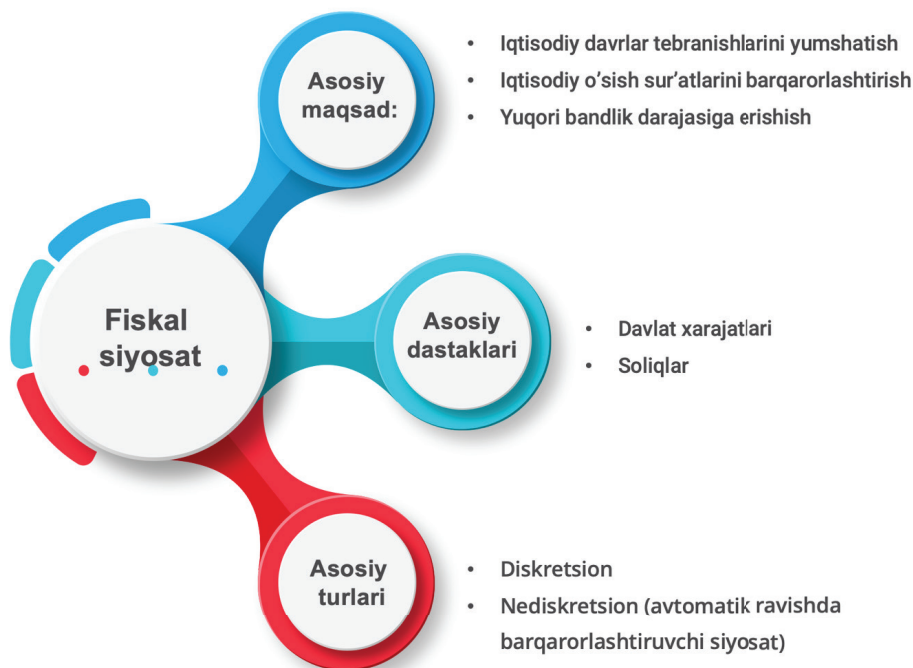 Asosiy
maqsad:
• Iqtisodiy davrlar tebranishlarini yumshatish
• Iqtisodiy o’sish sur’atlarini barqarorlashtirish
• Yuqori bandlik darajasiga erishish
Fiskal
siyosat
Asosiy
dastaklari
• Davlat xarajatlari
• Soliqlar
Asosiy
turlari
• Diskretsion
• Nediskretsion (avtomatik ravishda
barqarorlashtiruvchi siyosat)